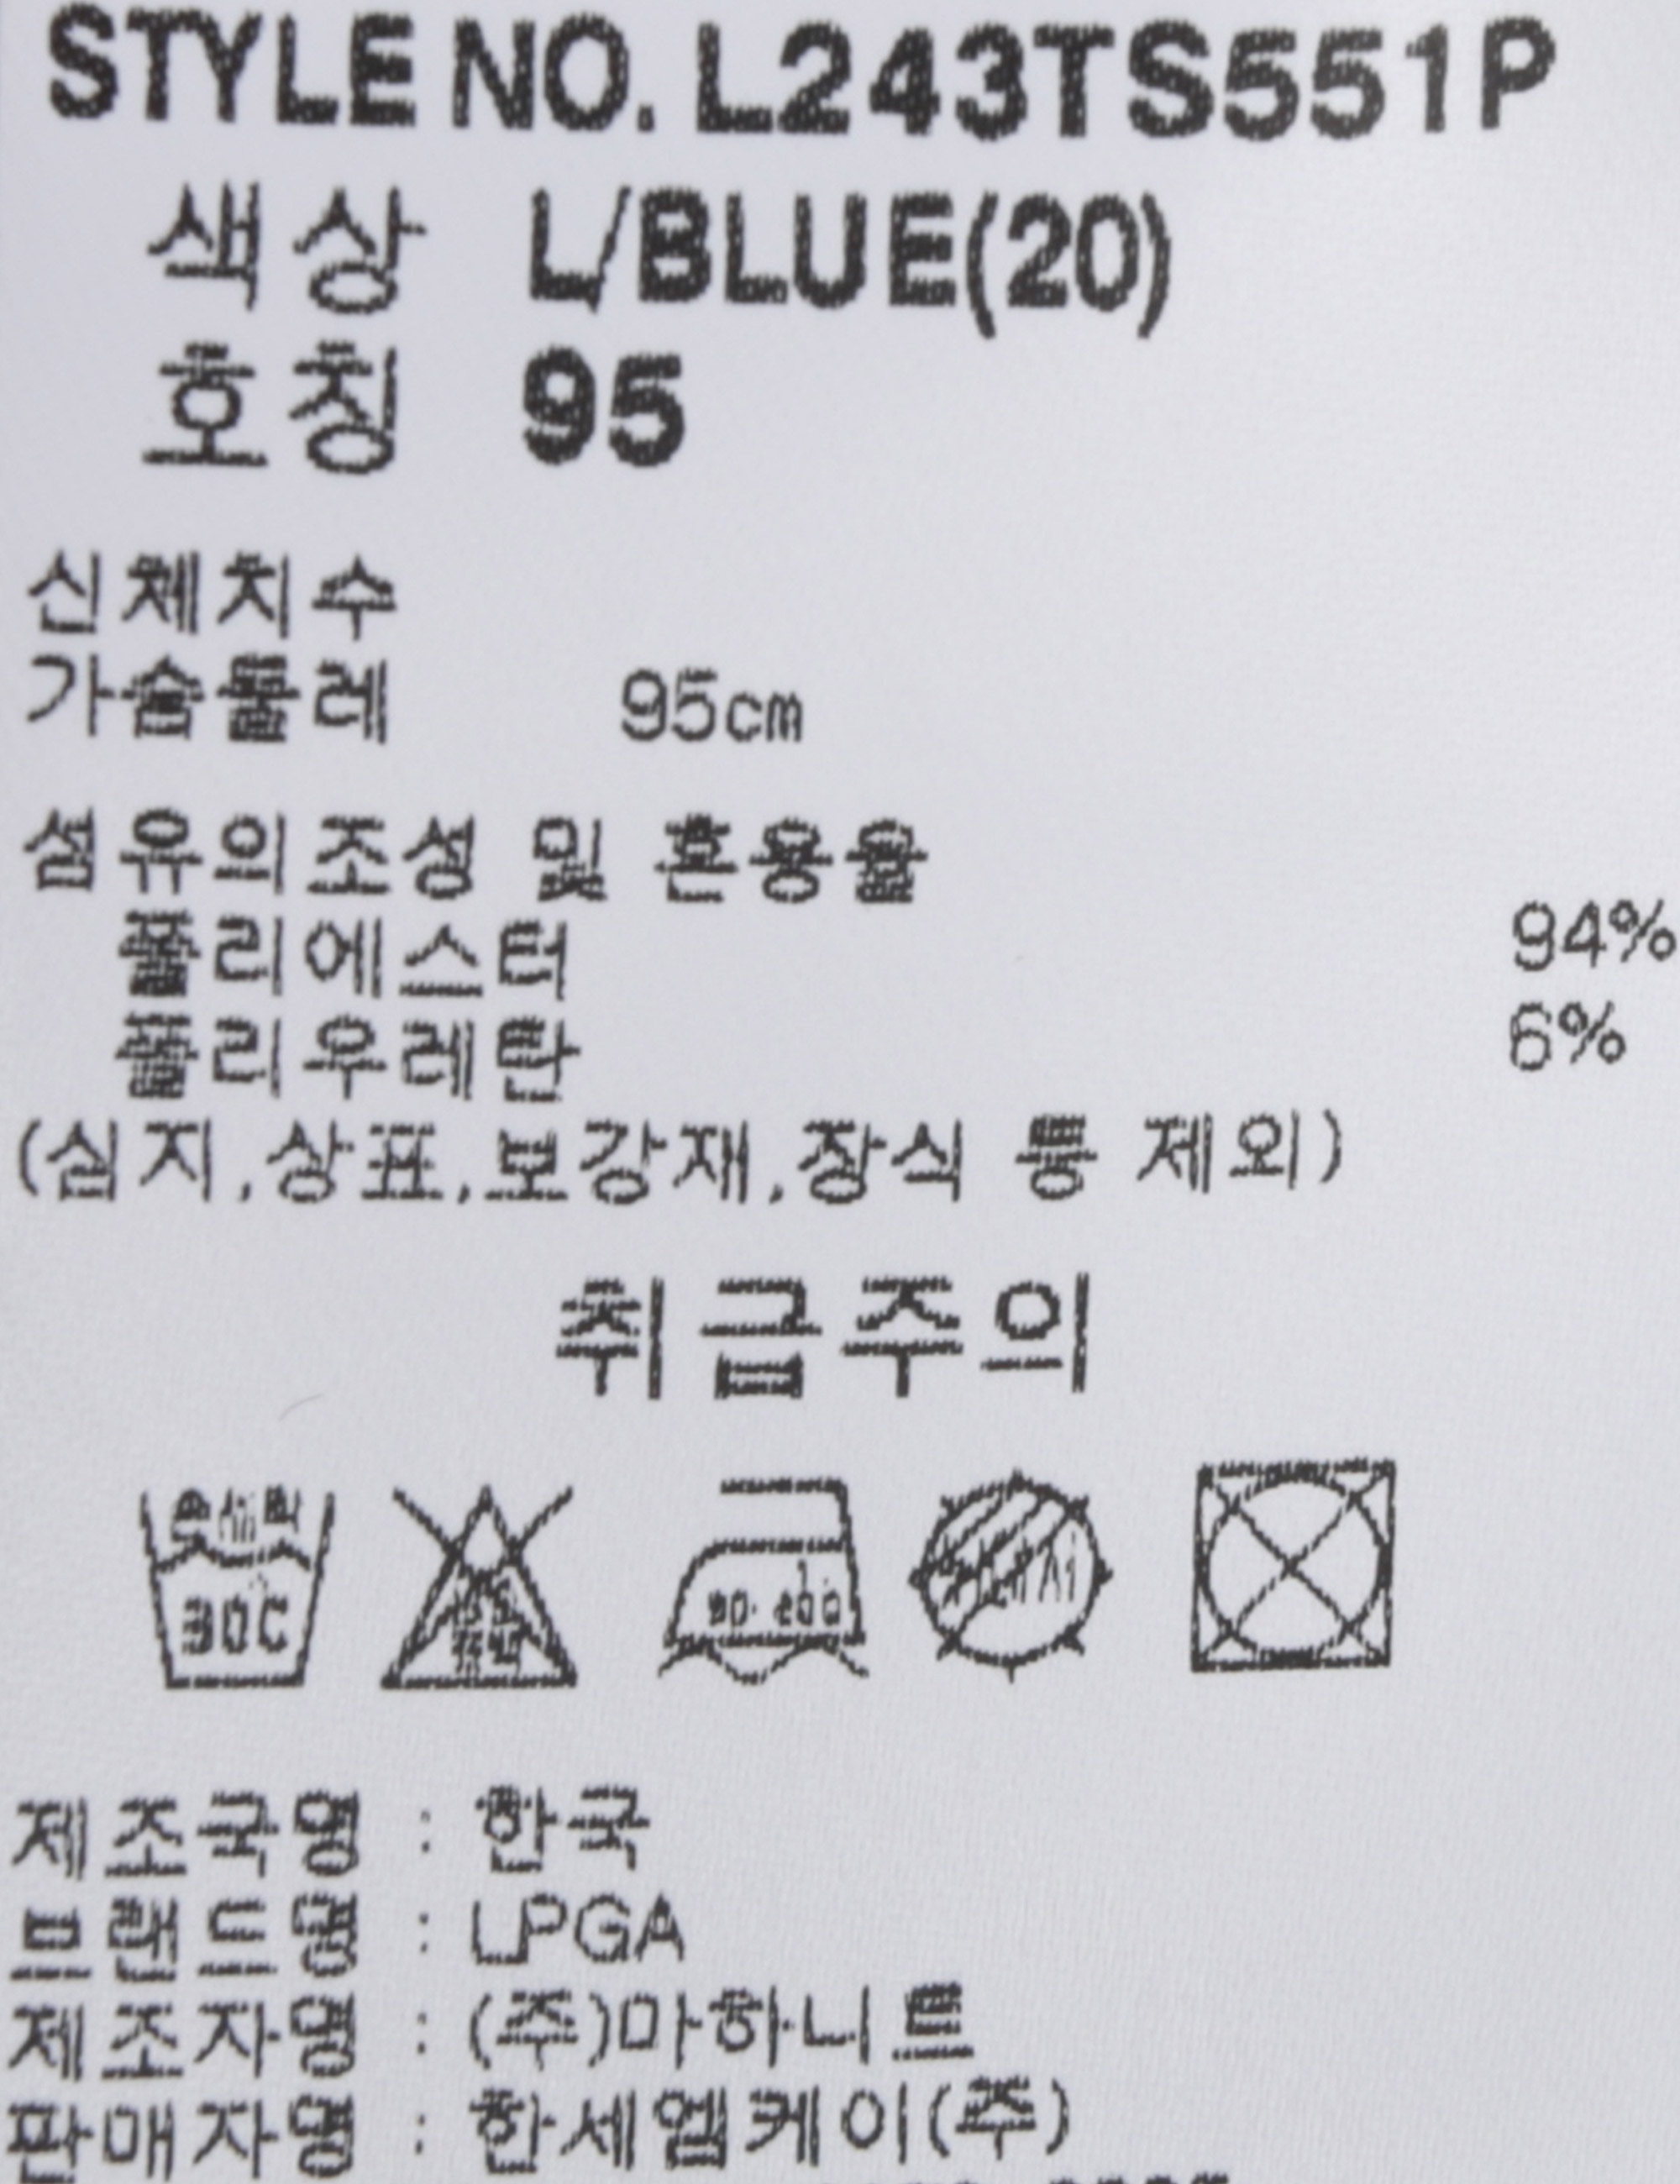 STYLE NO. L243TS551P
색상 L/BLUE(20)
호칭 95
신체치수
가슴둘레 95cm
섬유의조성 및 혼용율
폴리에스터 94%
폴리우레탄 6%
(심지,상표,보강재,장식 등 제외)
취급주의
30C
제조국명 : 한국
브랜드명 : LPGA
제조자명 : (주)마하니트
판매자명 : 한세엠케이(주)